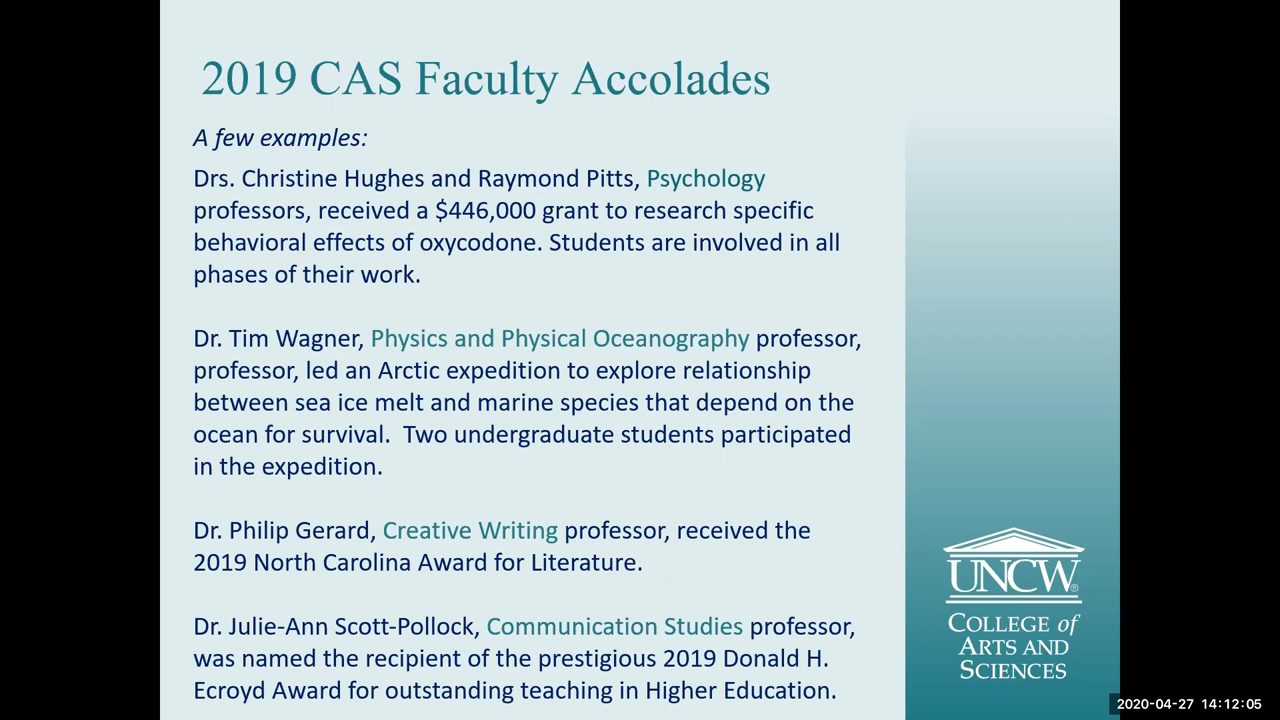 2019 CAS Faculty Accolades
A few examples:
Drs. Christine Hughes and Raymond Pitts, Psychology
professors, received a $446,000 grant to research specific
behavioral effects of oxycodone. Students are involved in all
phases of their work.
Dr. Tim Wagner, Physics and Physical Oceanography professor,
professor, led an Arctic expedition to explore relationship
between sea ice melt and marine species that depend on the
ocean for survival.  Two undergraduate students participated
in the expedition.
Dr. Philip Gerard, Creative Writing professor, received the
2019 North Carolina Award for Literature.
Dr. Julie-Ann Scott-Pollock, Communication Studies professor,
was named the recipient of the prestigious 2019 Donald H.
Ecroyd Award for outstanding teaching in Higher Education.
UNCW®
COLLEGE of
ARTS AND
SCIENCES
2020-04-27 14:12:05